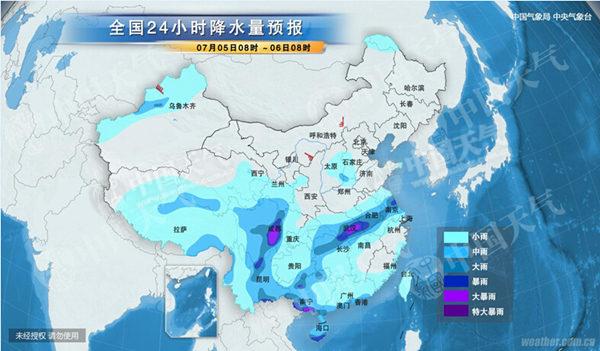 全国24小时降水量预报
07月05日08时 ~06日08时
中国气象局 中央气象台
哈尔滨
长春
乌鲁木齐
沈阳
呼和浩特
北京
天津
银川
太原
石家庄
济南
西宁
兰州
郑州
西安
南京
合肥
上海
拉萨
成都
武汉
杭州
重庆
长沙
南昌
贵阳
福州
昆明
台北
广州
南宁
澳门
香港
海口
小雨
中雨
大雨
暴雨
大暴雨
特大暴雨
未经授权 请勿使用
weather.com.cn
中国天气